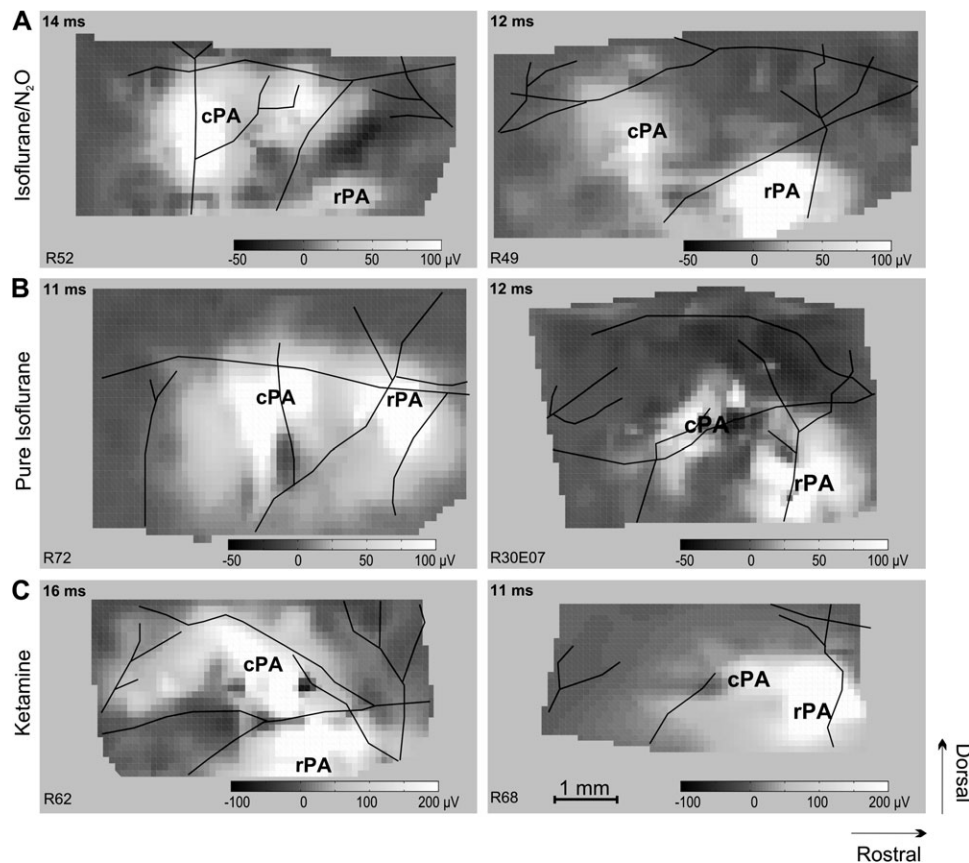 A
Isoflurane/N₂O
14 ms
cPA
rPA
R52
-50 0 50 100 µV
12 ms
cPA
rPA
R49
-50 0 50 100 µV
B
Pure Isoflurane
11 ms
cPA
rPA
R72
-50 0 50 100 µV
12 ms
cPA
rPA
R30E07
-50 0 50 100 µV
C
Ketamine
16 ms
cPA
rPA
R62
-100 0 100 200 µV
11 ms
cPA
rPA
R68
1 mm
-100 0 100 200 µV
Dorsal
Rostral